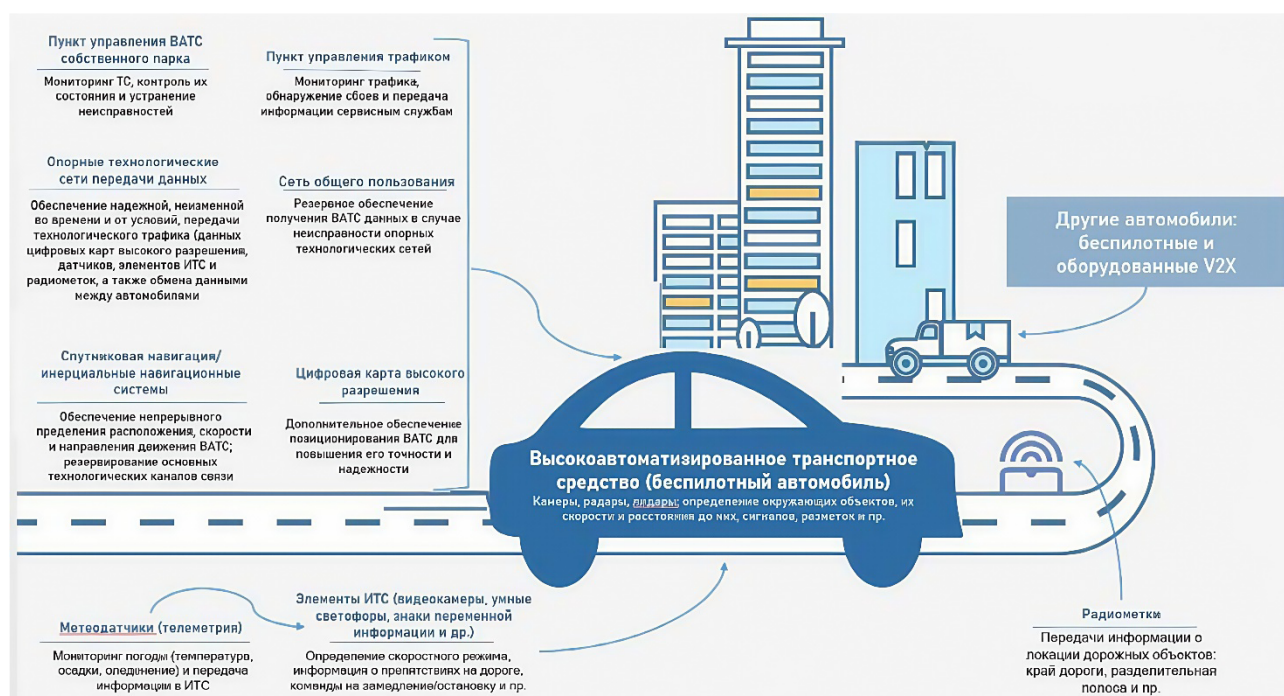 Пункт управления ВАТС
собственного парка
Мониторинг ТС, контроль их
состояния и устранение
неисправностей
Пункт управления трафиком
Мониторинг трафика,
обнаружение сбоев и передача
информации сервисным службам
Опорные технологические
сети передачи данных
Обеспечение надежной, неизменной
во времени и от условий, передачи
технологического трафика (данных
цифровых карт высокого разрешения,
датчиков, элементов ИТС и
радиометок, а также обмена данными
между автомобилами
Сеть общего пользования
Резервное обеспечение
получения ВАТС данных в случае
неисправности опорных
технологических сетей
Спутниковая навигация/
инерциальные навигационные
системы
Обеспечение непрерывного
пределения расположения, скорости
и направления движения ВАТС;
резервирование основных
технологических каналов связи
Цифровая карта высокого
разрешения
Дополнительное обеспечение
позиционирования ВАТС для
повышения его точности и
надежности
Другие автомобили:
беспилотные и
оборудованные V2X
Высокоавтоматизированное транспортное
средство (беспилотный автомобиль)
Камеры, радары, лидары: определение окружающих объектов, их
скорости и расстояния до них, сигналов, разметок и пр.
Метеодатчики (телеметрия)
Мониторинг погоды (температура,
осадки, оледенение) и передача
информации в ИТС
Элементы ИТС (видеокамеры, умные
светофоры, знаки переменной
информации и др.)
Определение скоростного режима,
информация о препятствиях на дороге,
команды на замедление/остановку и пр.
Радиометки
Передачи информации о
локации дорожных объектов:
край дороги, разделительная
полоса и пр.